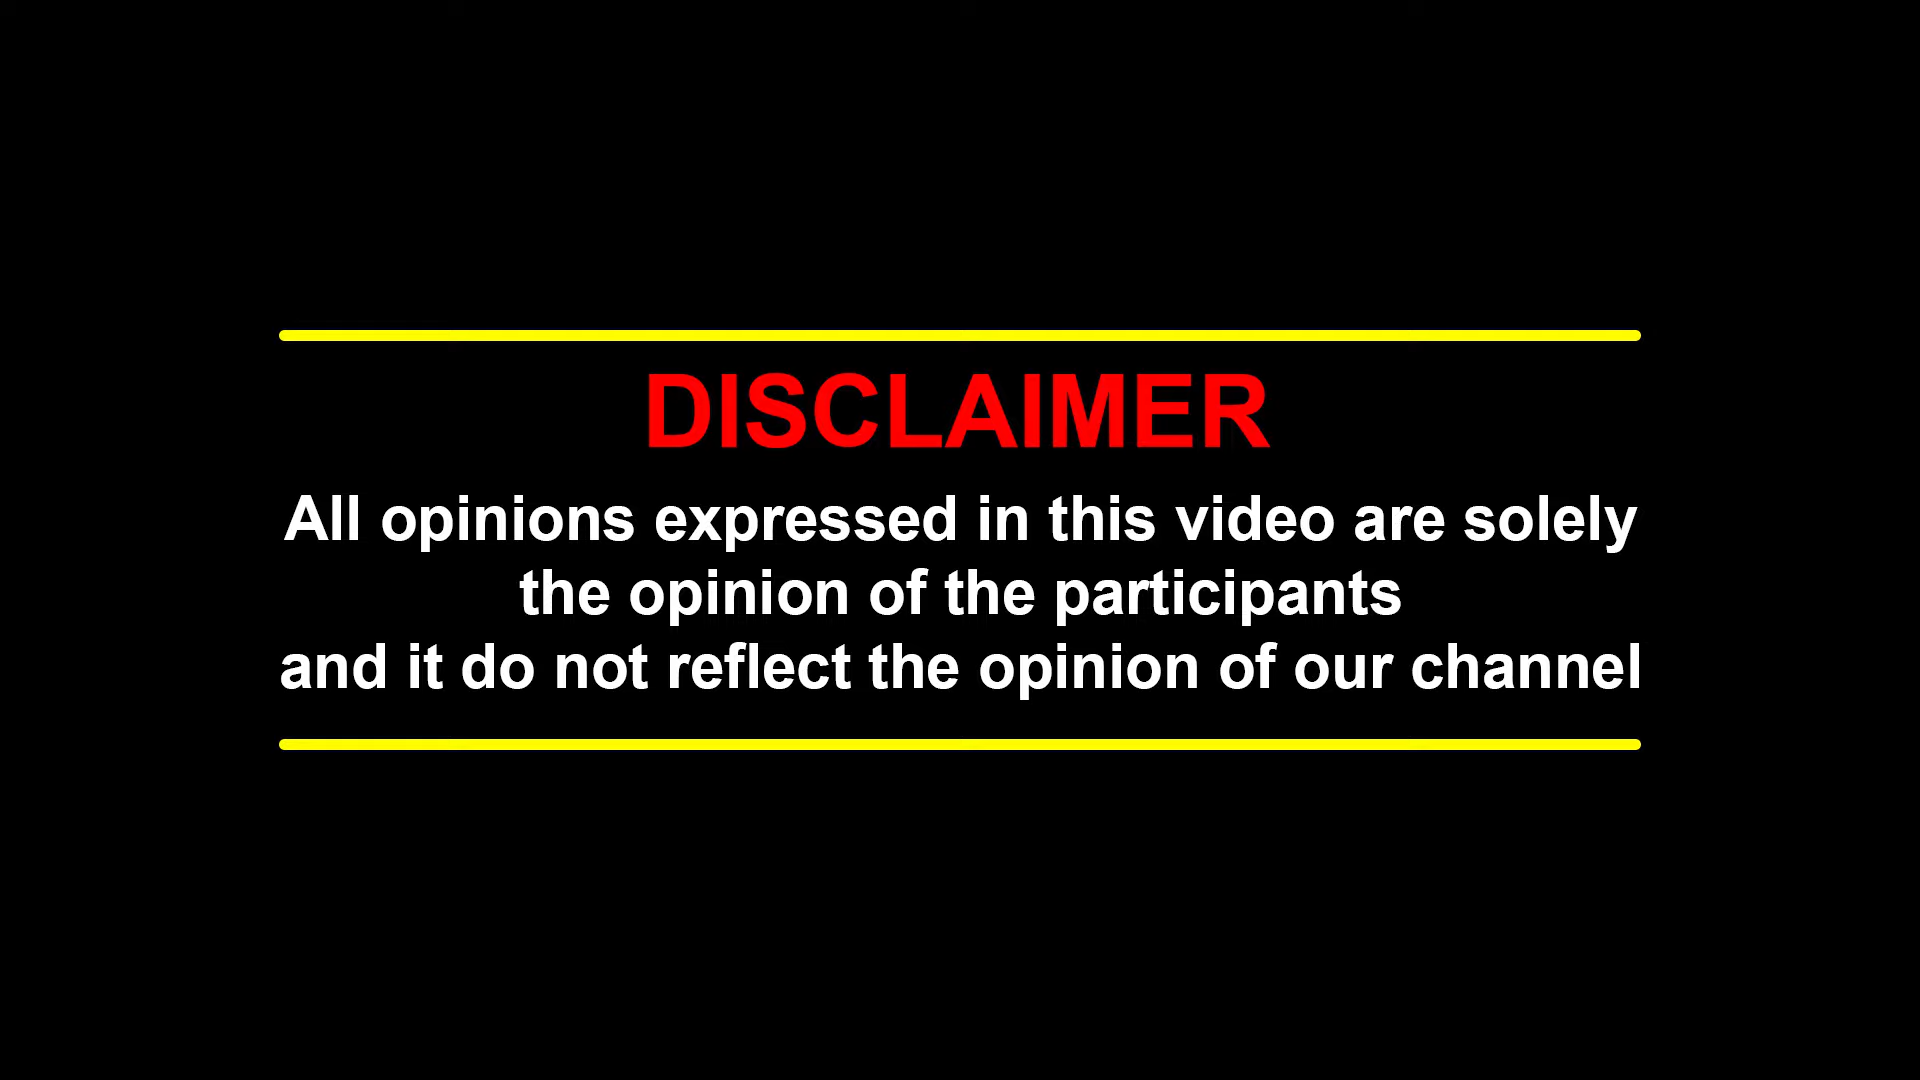 DISCLAIMER
All opinions expressed in this video are solely
the opinion of the participants
and it do not reflect the opinion of our channel